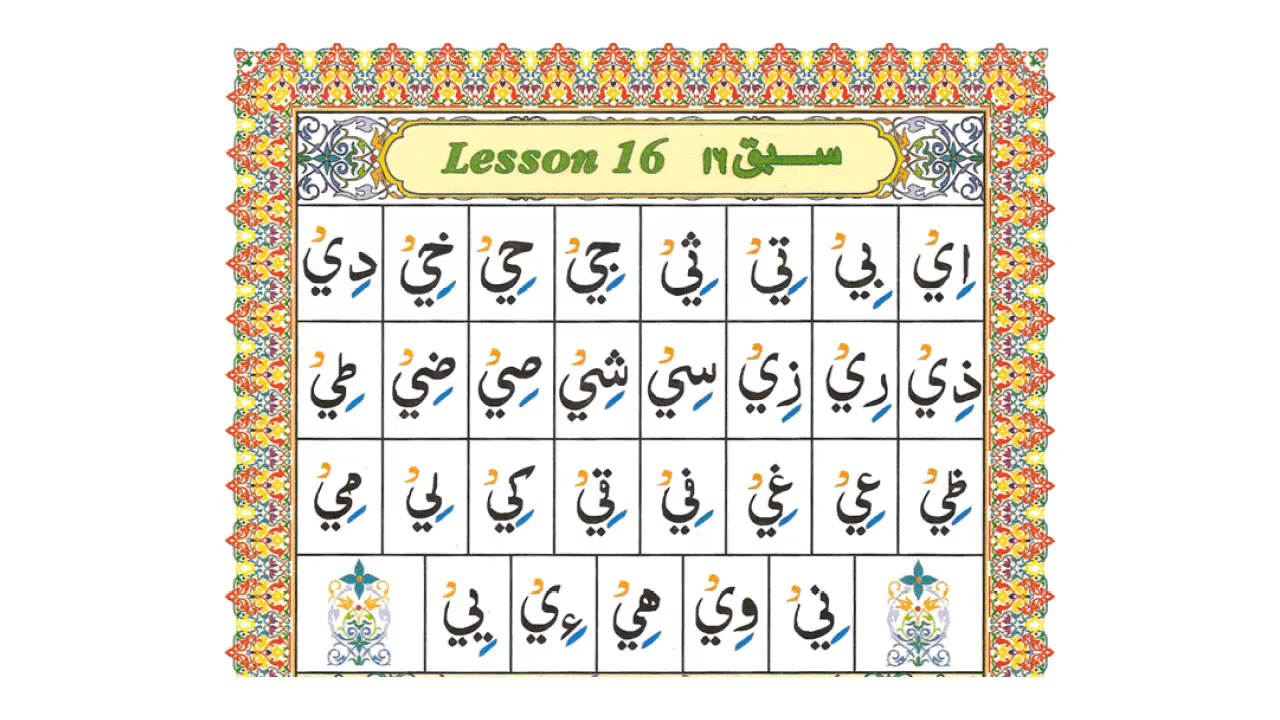 Lesson 16 سبق ١٦
اِيْ بِيْ تِيْ ثِيْ جِيْ حِيْ خِيْ دِيْ
ذِيْ رِيْ زِيْ سِيْ شِيْ صِيْ ضِيْ طِيْ
ظِيْ عِيْ غِيْ فِيْ قِيْ كِيْ لِيْ مِيْ
نِيْ وِيْ هِيْ ءِيْ يِيْ